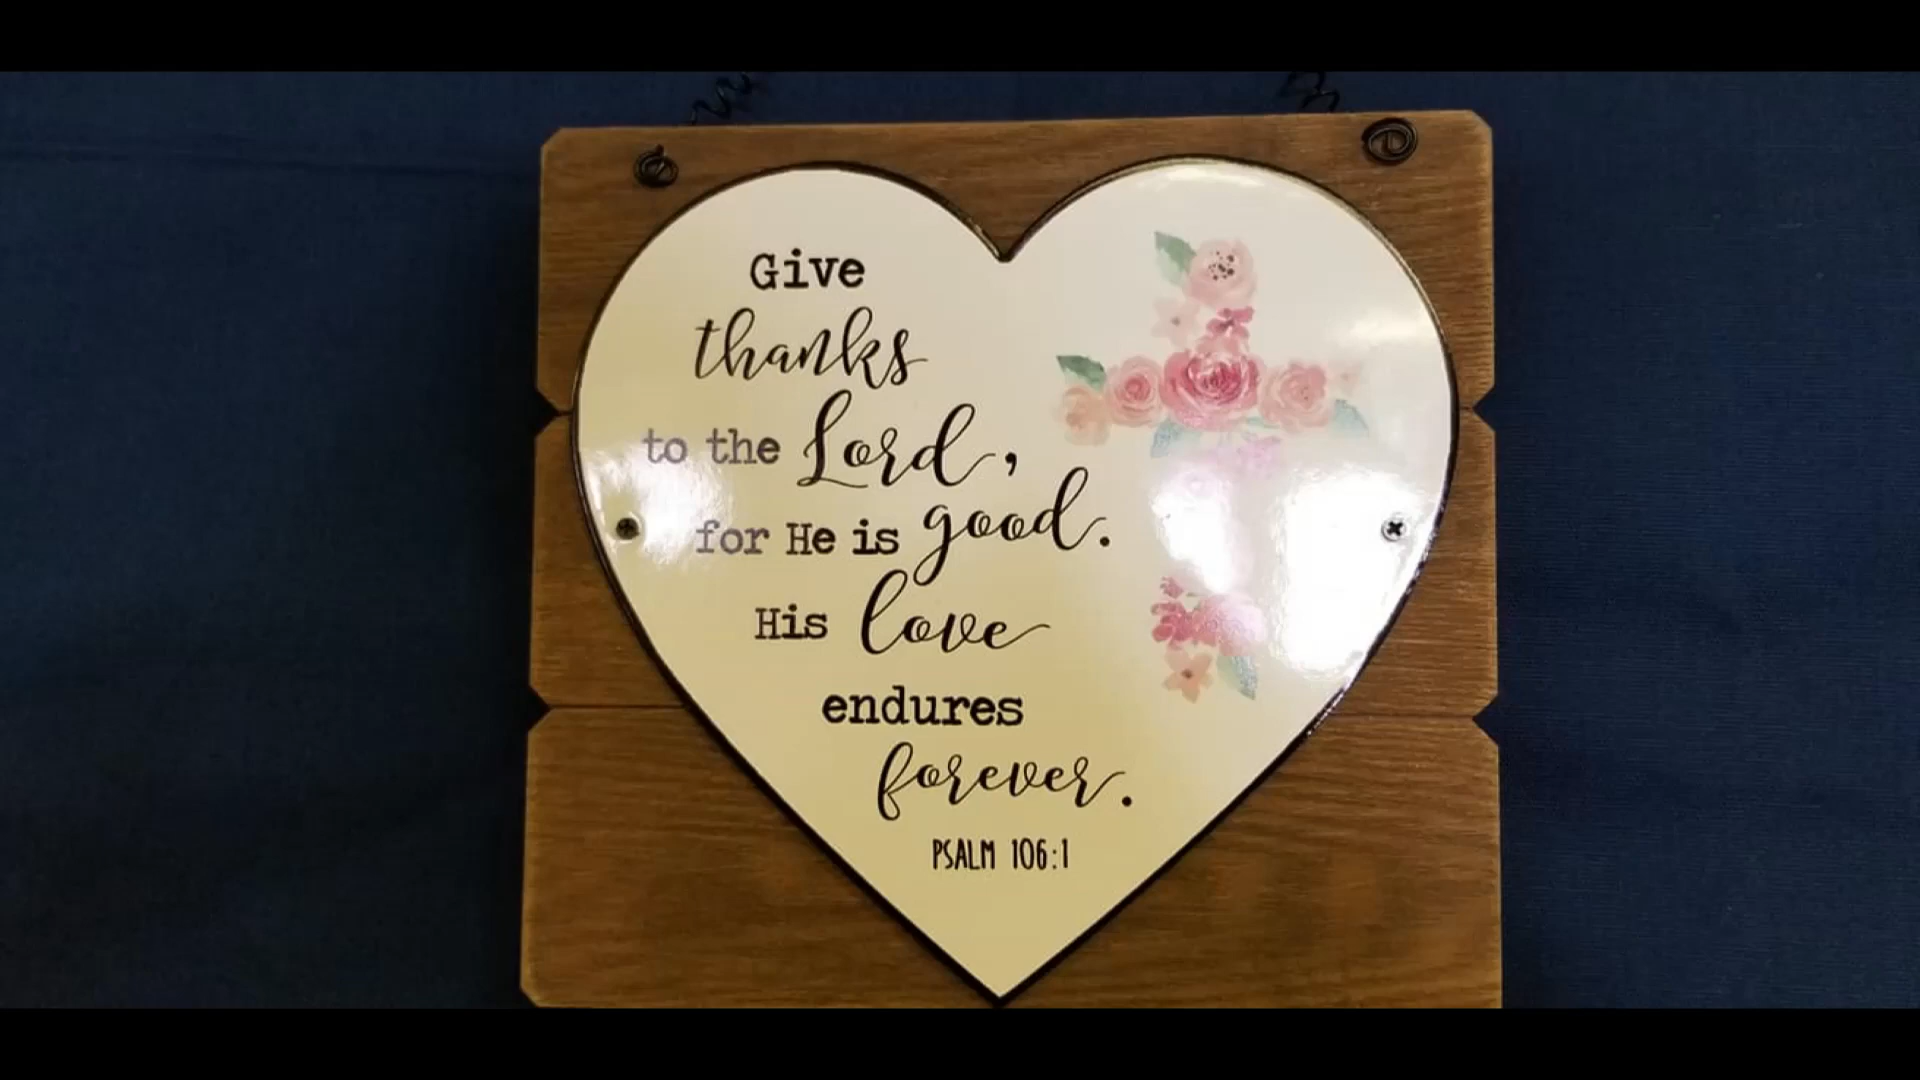 Give
thanks
to the Lord,
for He is good.
His love
endures
forever.
PSALM 106:1